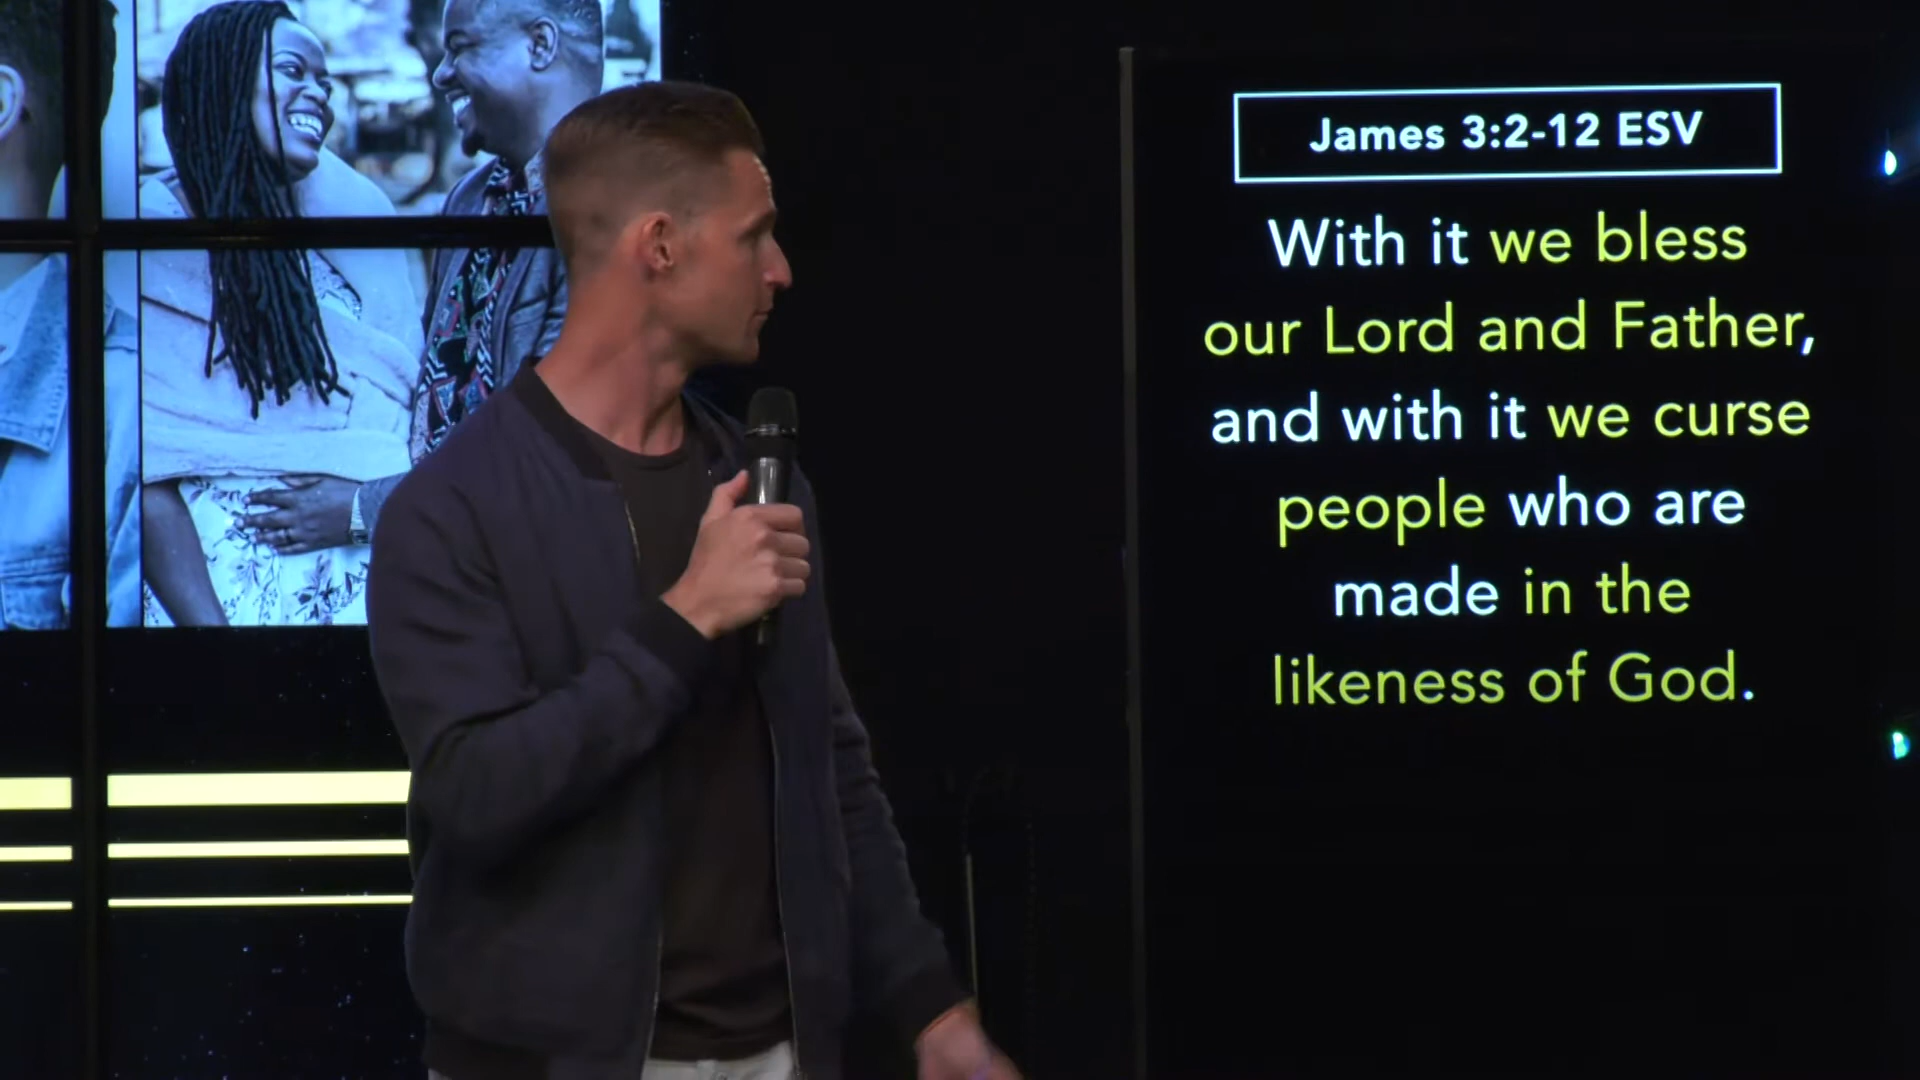 James 3:2-12 ESV
With it we bless
our Lord and Father,
and with it we curse
people who are
made in the
likeness of God.